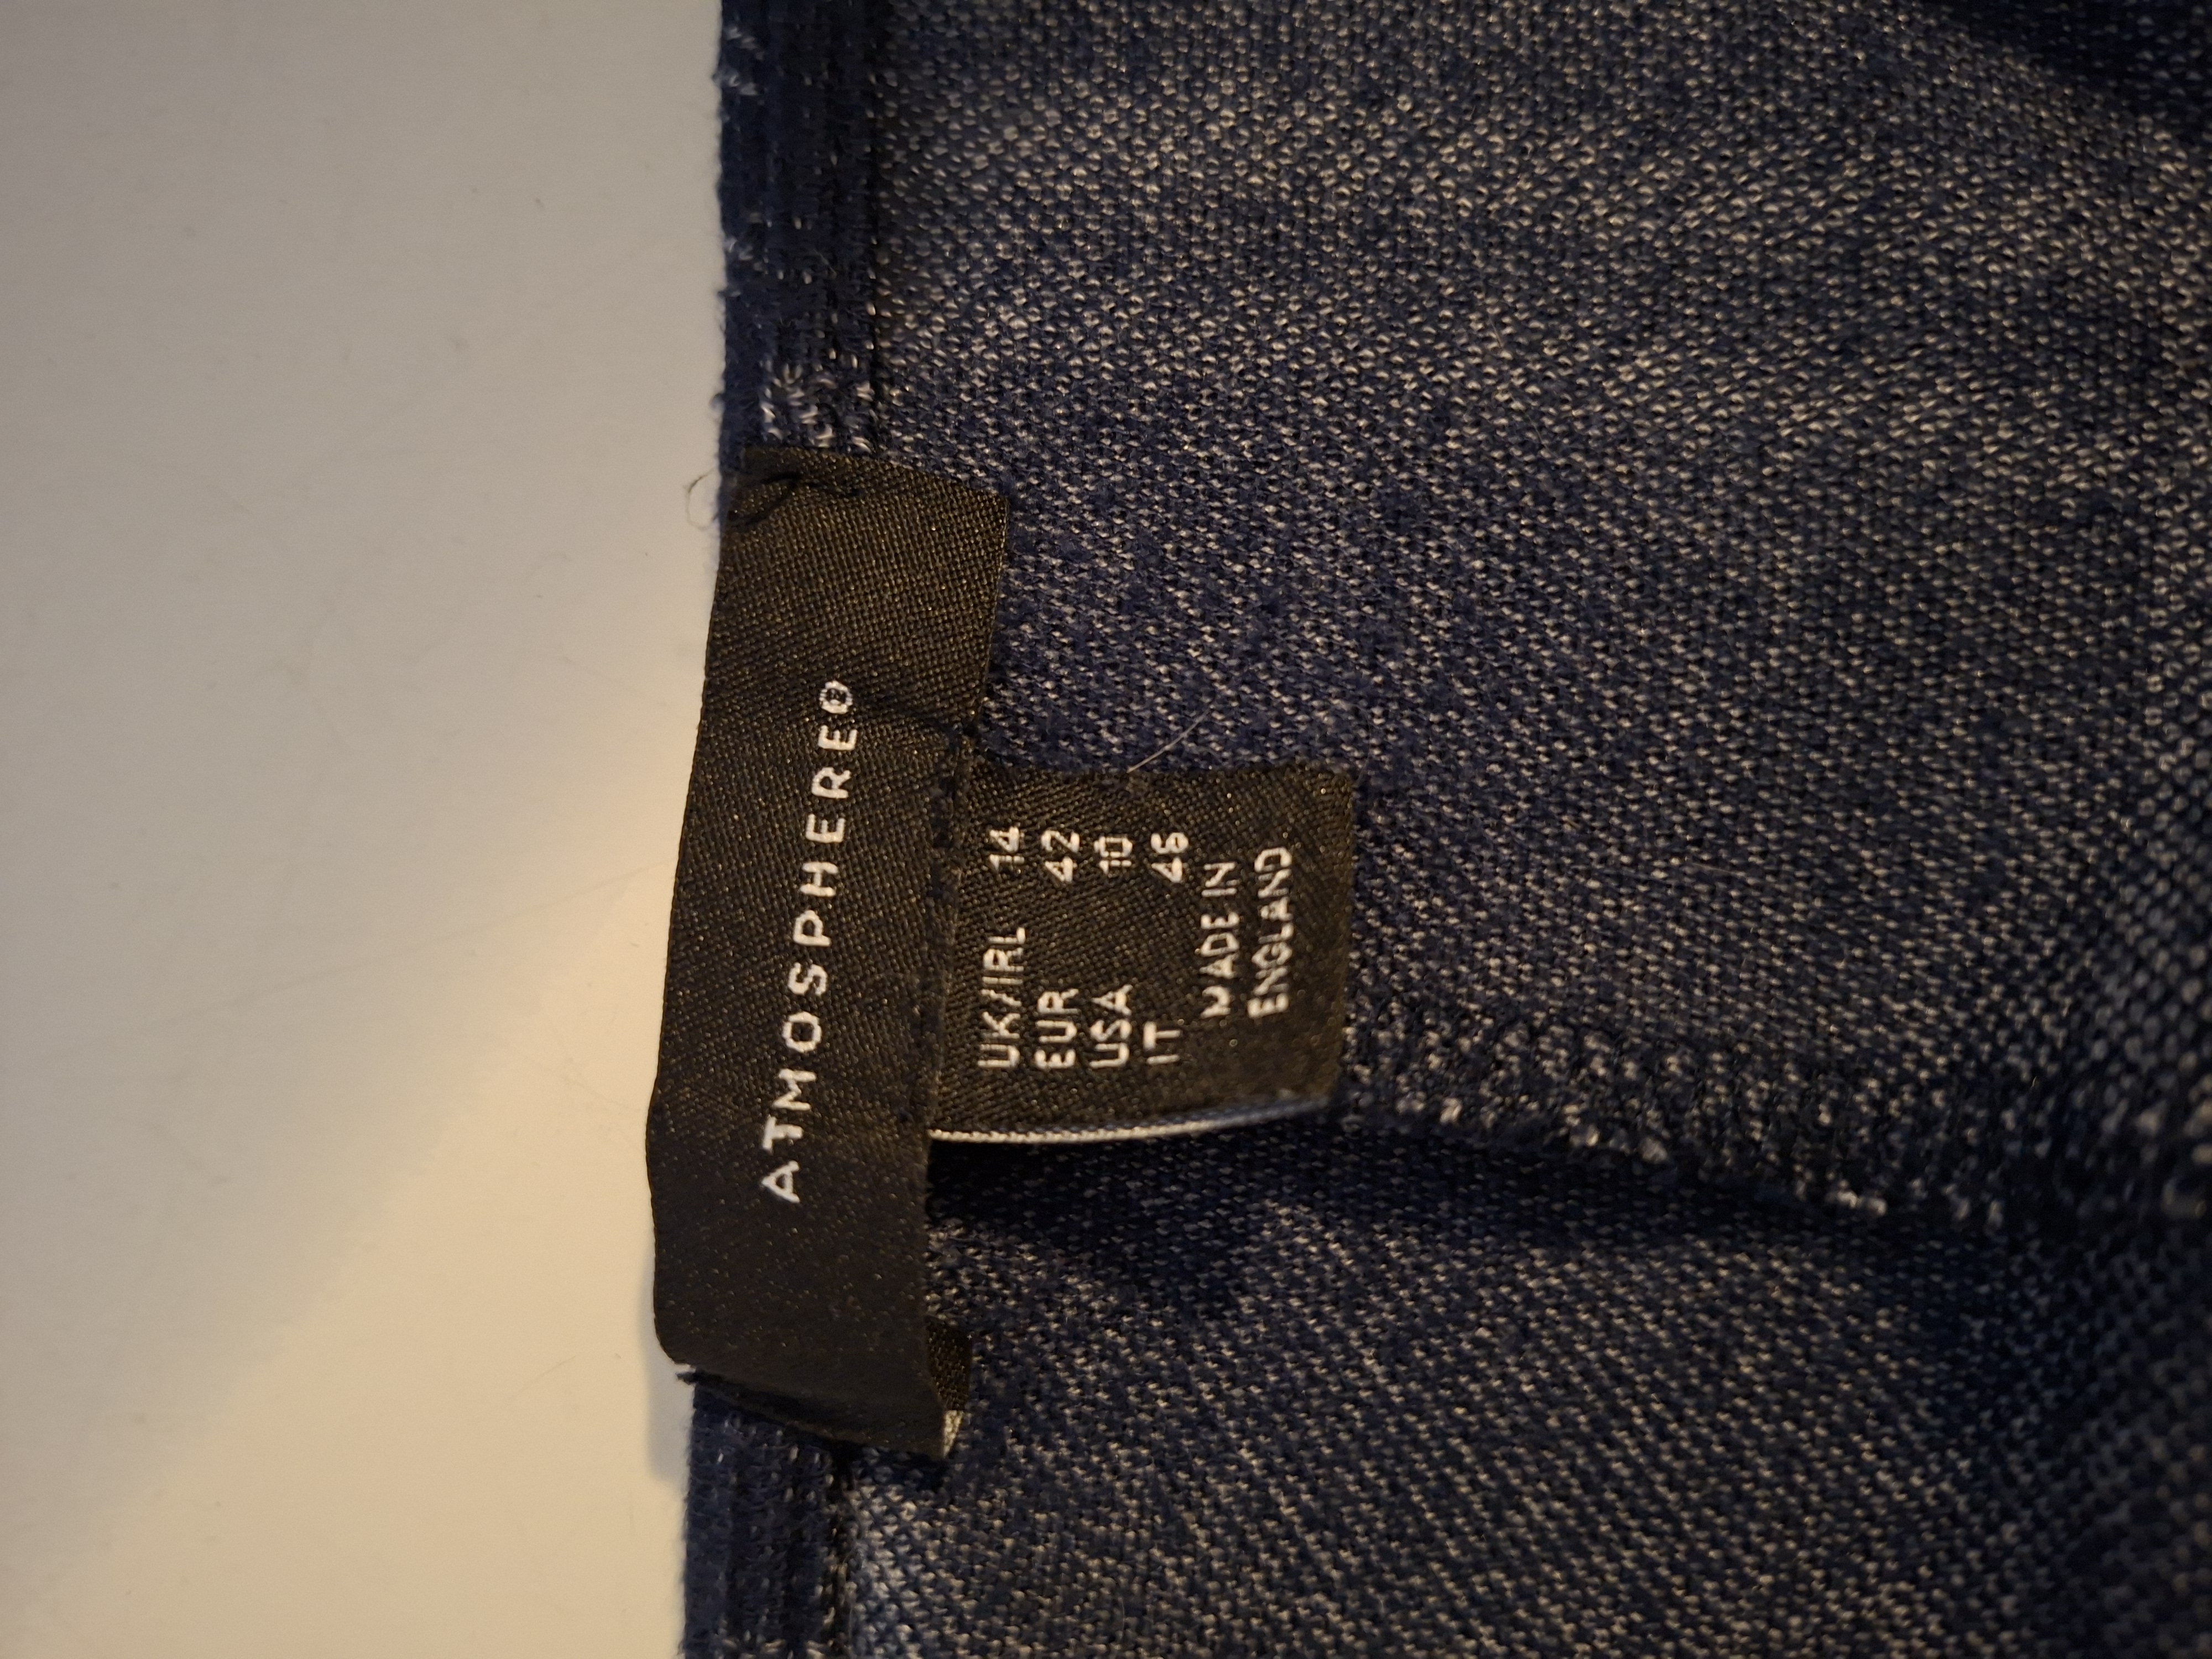 ATMOSPHERE®
UK/IRL 14
EUR 42
USA 10
IT 46
MADE IN
ENGLAND